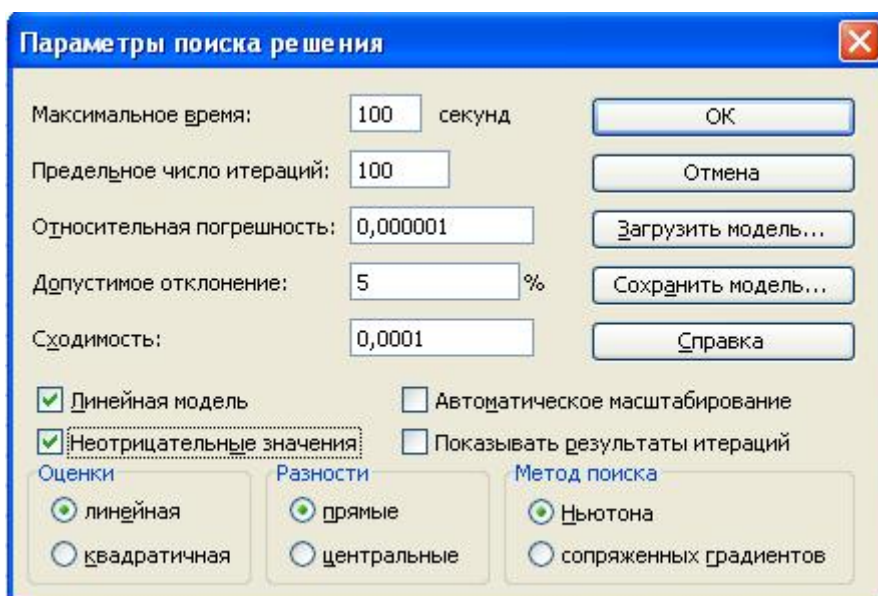 Параметры поиска решения
Максимальное время: 100 секунд
ОК
Предельное число итераций: 100
Отмена
Относительная погрешность: 0,000001
Загрузить модель...
Допустимое отклонение: 5 %
Сохранить модель...
Сходимость: 0,0001
Справка
Линейная модель
Автоматическое масштабирование
Неотрицательные значения
Показывать результаты итераций
Оценки
линейная
квадратичная
Разности
прямые
центральные
Метод поиска
Ньютона
сопряженных градиентов